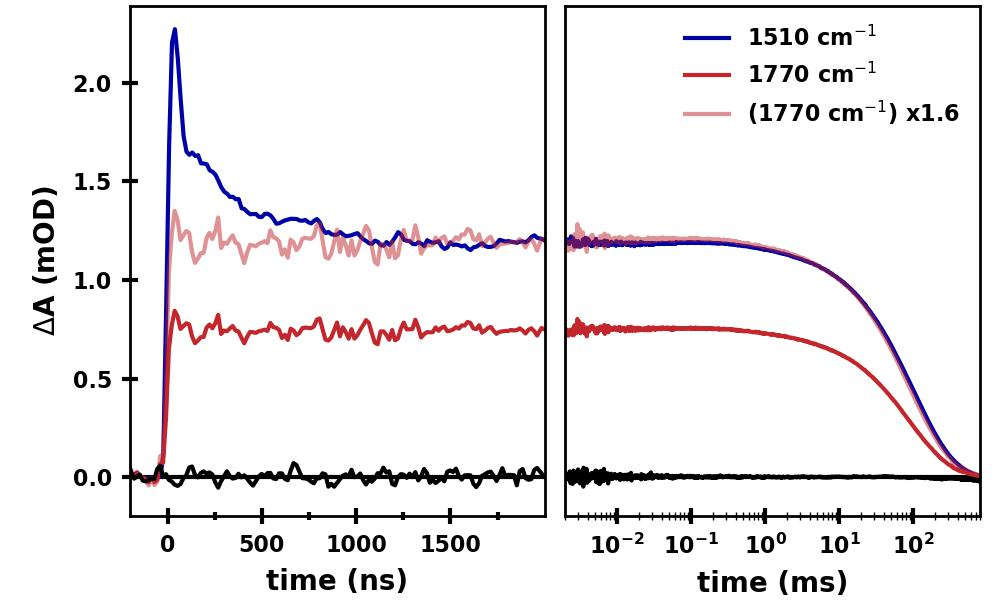 ΔA (mOD)
2.0
1.5
1.0
0.5
0.0
0 500 1000 1500
time (ns)
1510 cm⁻¹
1770 cm⁻¹
(1770 cm⁻¹) x1.6
10⁻² 10⁻¹ 10⁰ 10¹ 10²
time (ms)